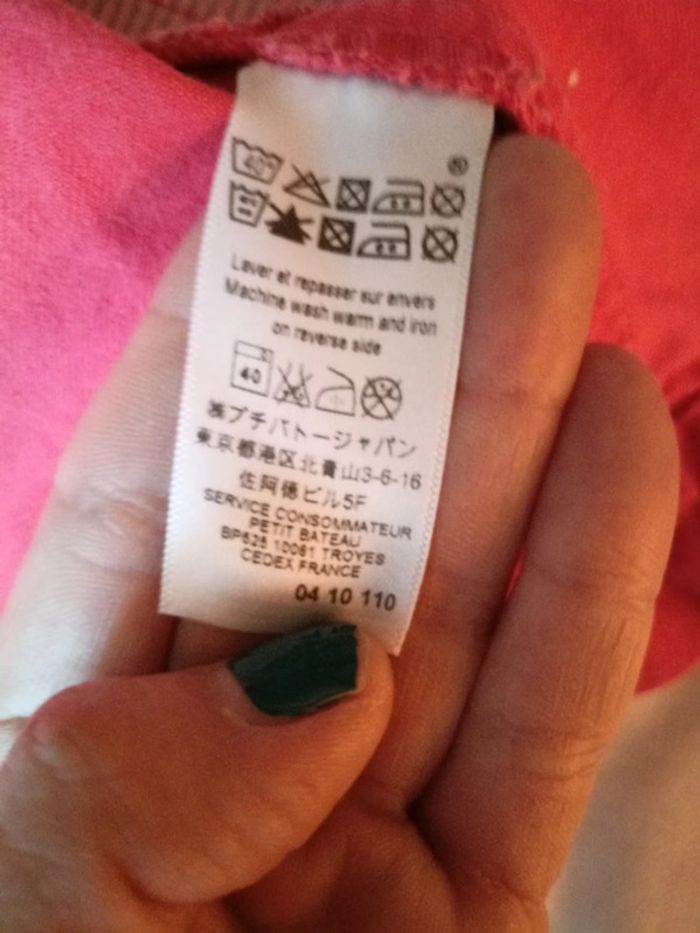 40°
Laver et repasser sur envers
Machine wash warm and iron
on reverse side
40
㈱プチバトージャパン
東京都港区北青山3-6-16
佐阿徳ビル5F
SERVICE CONSOMMATEUR
PETIT BATEAU
BP525 10081 TROYES
CEDEX FRANCE
04 10 110